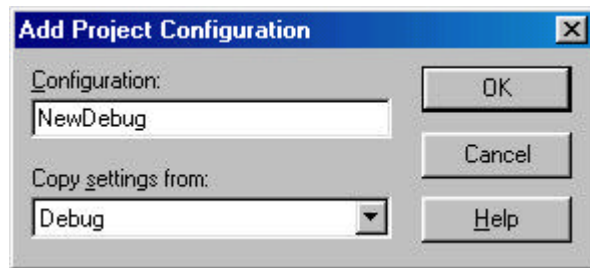 Add Project Configuration
Configuration:
NewDebug
Copy settings from:
Debug
OK
Cancel
Help